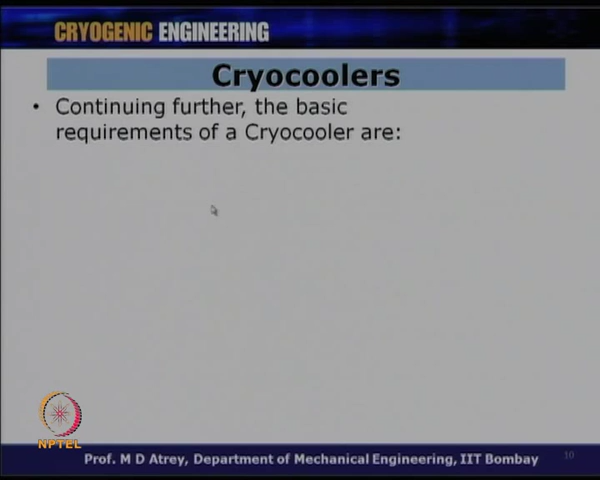 CRYOGENIC ENGINEERING
Cryocoolers
• Continuing further, the basic
requirements of a Cryocooler are:
NPTEL
Prof. M D Atrey, Department of Mechanical Engineering, IIT Bombay
10